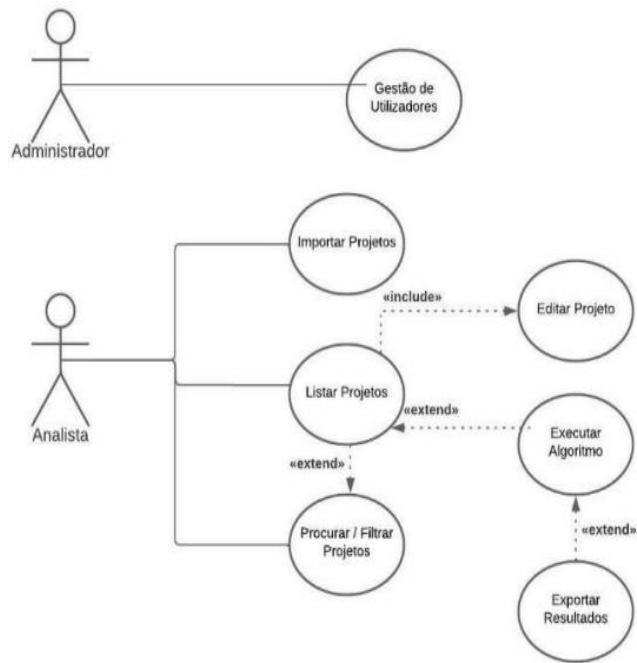 Gestão de
Utilizadores
Administrador
Importar Projetos
«include»
Editar Projeto
Listar Projetos
«extend»
Executar
Algoritmo
Analista
«extend»
Procurar / Filtrar
Projetos
«extend»
Exportar
Resultados